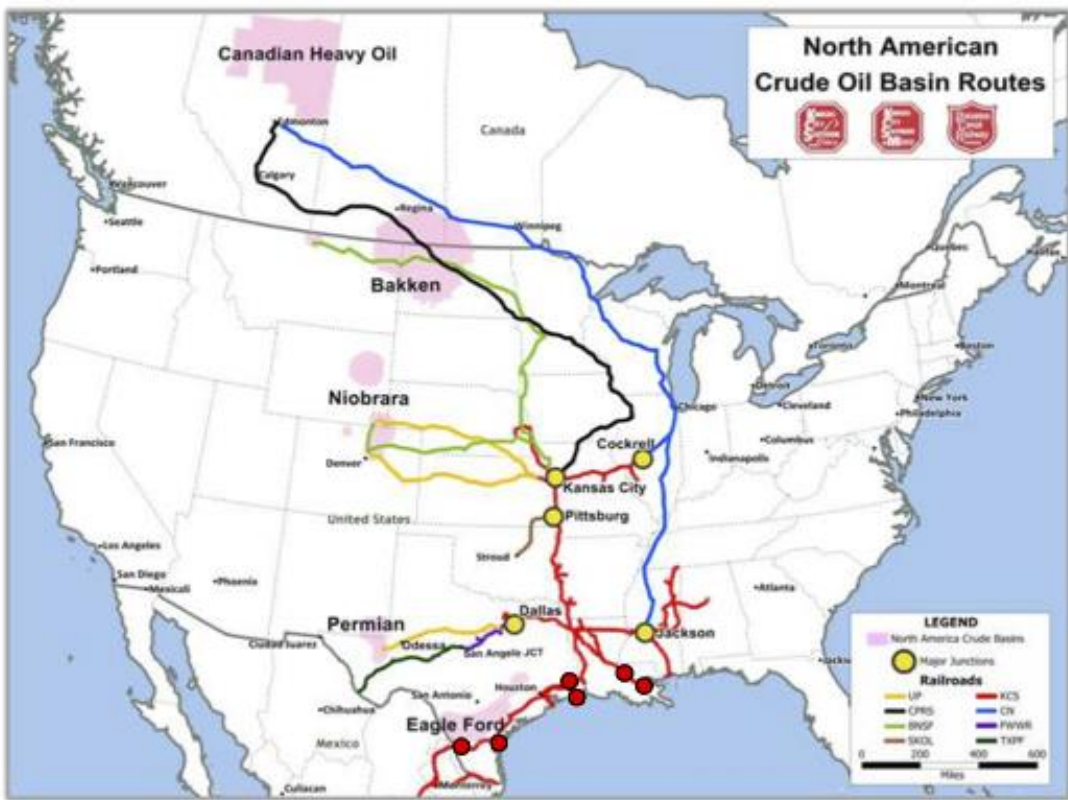 North American
Crude Oil Basin Routes
Canadian Heavy Oil
Edmonton
Canada
Calgary
Vancouver
Regina
Winnipeg
Seattle
Quebec
Halifax
Portland
Bakken
Montreal
Toronto
Boston
Niobrara
Detroit
New York
Chicago
Cleveland
Philadelphia
San Francisco
Denver
Cockrell
Columbus
Indianapolis
Kansas City
United States
Pittsburg
Stroud
Los Angeles
San Diego
Mexicali
Phoenix
Atlanta
Dallas
Permian
Jackson
Ciudad Juarez
Odessa
San Angelo JCT
Houston
San Antonio
Chihuahua
Eagle Ford
Mexico
Monterrey
Culiacan
LEGEND
North America Crude Basins
Major Junctions
Railroads
UP
KCS
CPRS
CN
BNSF
FWWR
SKOL
TXPF
0 200 400 600
Miles